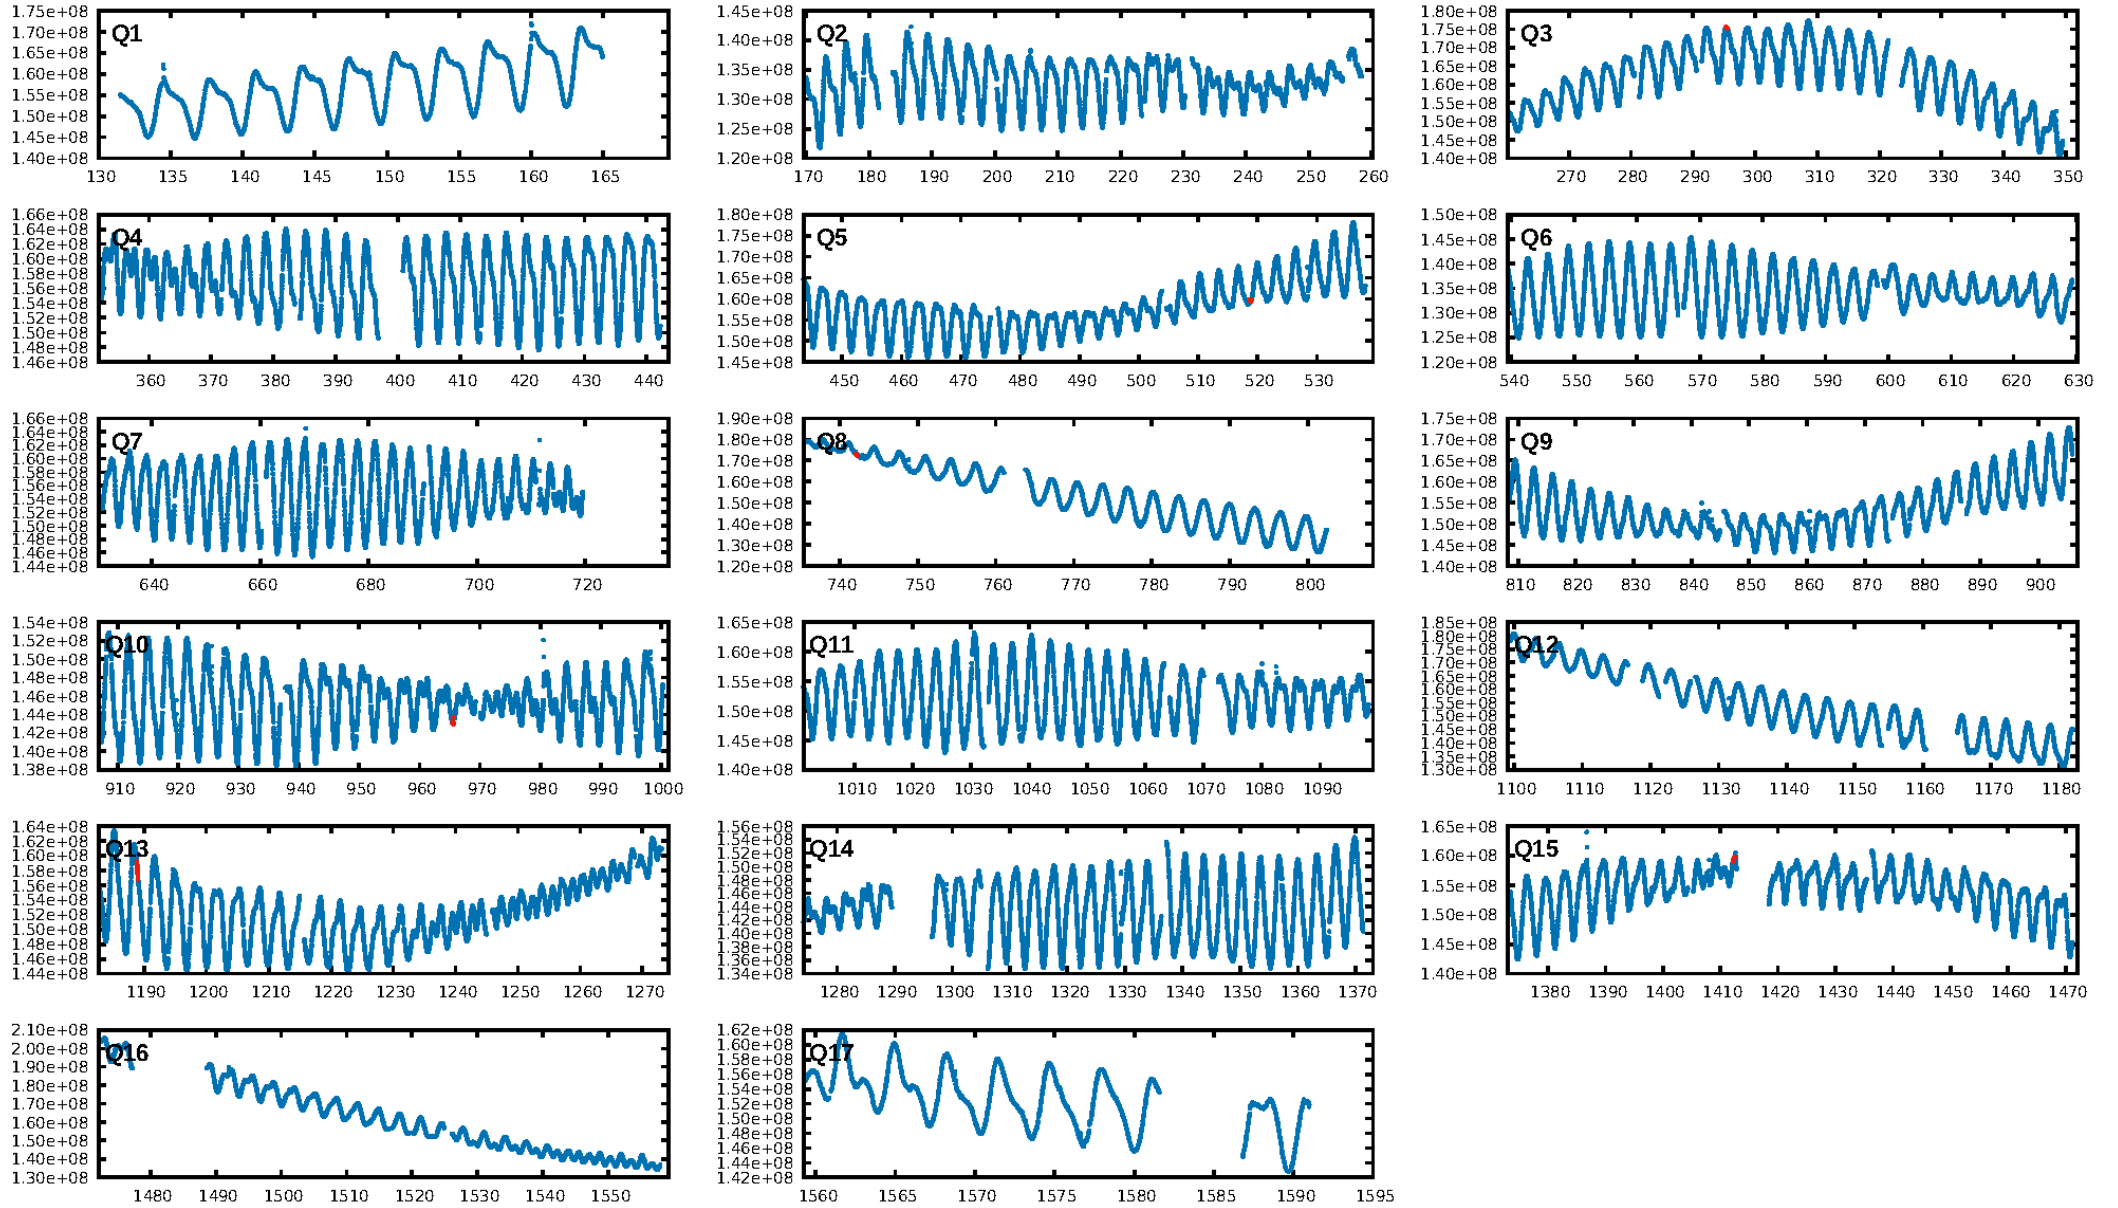 1.75e+08 1.70e+08 1.65e+08 1.60e+08 1.55e+08 1.50e+08 1.45e+08 1.40e+08
Q1
130 135 140 145 150 155 160 165
1.45e+08 1.40e+08 1.35e+08 1.30e+08 1.25e+08 1.20e+08
Q2
170 180 190 200 210 220 230 240 250 260
1.80e+08 1.75e+08 1.70e+08 1.65e+08 1.60e+08 1.55e+08 1.50e+08 1.45e+08 1.40e+08
Q3
270 280 290 300 310 320 330 340 350
1.66e+08 1.64e+08 1.62e+08 1.60e+08 1.58e+08 1.56e+08 1.54e+08 1.52e+08 1.50e+08 1.48e+08 1.46e+08
Q4
360 370 380 390 400 410 420 430 440
1.80e+08 1.75e+08 1.70e+08 1.65e+08 1.60e+08 1.55e+08 1.50e+08 1.45e+08
Q5
450 460 470 480 490 500 510 520 530
1.50e+08 1.45e+08 1.40e+08 1.35e+08 1.30e+08 1.25e+08 1.20e+08
Q6
540 550 560 570 580 590 600 610 620 630
1.66e+08 1.64e+08 1.62e+08 1.60e+08 1.58e+08 1.56e+08 1.54e+08 1.52e+08 1.50e+08 1.48e+08 1.46e+08 1.44e+08
Q7
640 660 680 700 720
1.90e+08 1.80e+08 1.70e+08 1.60e+08 1.50e+08 1.40e+08 1.30e+08 1.20e+08
Q8
740 750 760 770 780 790 800
1.75e+08 1.70e+08 1.65e+08 1.60e+08 1.55e+08 1.50e+08 1.45e+08 1.40e+08
Q9
810 820 830 840 850 860 870 880 890 900
1.54e+08 1.52e+08 1.50e+08 1.48e+08 1.46e+08 1.44e+08 1.42e+08 1.40e+08 1.38e+08
Q10
910 920 930 940 950 960 970 980 990 1000
1.65e+08 1.60e+08 1.55e+08 1.50e+08 1.45e+08 1.40e+08
Q11
1010 1020 1030 1040 1050 1060 1070 1080 1090
1.85e+08 1.80e+08 1.75e+08 1.70e+08 1.65e+08 1.60e+08 1.55e+08 1.50e+08 1.45e+08 1.40e+08 1.35e+08 1.30e+08
Q12
1100 1110 1120 1130 1140 1150 1160 1170 1180
1.64e+08 1.62e+08 1.60e+08 1.58e+08 1.56e+08 1.54e+08 1.52e+08 1.50e+08 1.48e+08 1.46e+08 1.44e+08
Q13
1190 1200 1210 1220 1230 1240 1250 1260 1270
1.56e+08 1.54e+08 1.52e+08 1.50e+08 1.48e+08 1.46e+08 1.44e+08 1.42e+08 1.40e+08 1.38e+08 1.36e+08 1.34e+08
Q14
1280 1290 1300 1310 1320 1330 1340 1350 1360 1370
1.65e+08 1.60e+08 1.55e+08 1.50e+08 1.45e+08 1.40e+08
Q15
1380 1390 1400 1410 1420 1430 1440 1450 1460 1470
2.10e+08 2.00e+08 1.90e+08 1.80e+08 1.70e+08 1.60e+08 1.50e+08 1.40e+08 1.30e+08
Q16
1480 1490 1500 1510 1520 1530 1540 1550
1.62e+08 1.60e+08 1.58e+08 1.56e+08 1.54e+08 1.52e+08 1.50e+08 1.48e+08 1.46e+08 1.44e+08 1.42e+08
Q17
1560 1565 1570 1575 1580 1585 1590 1595